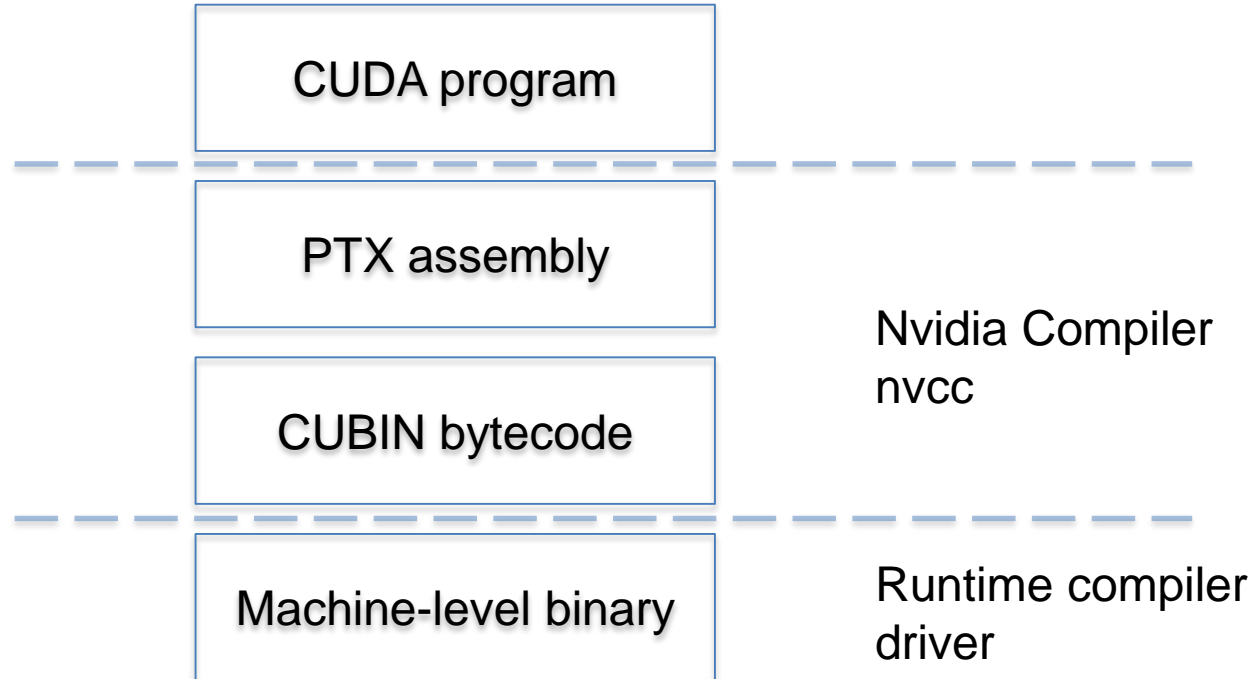 CUDA program
PTX assembly
Nvidia Compiler
nvcc
CUBIN bytecode
Machine-level binary
Runtime compiler
driver